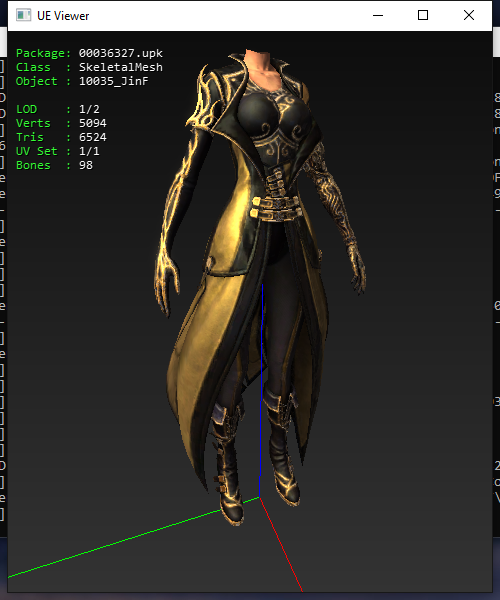 UE Viewer
Package: 00036327.upk
Class  : SkeletalMesh
Object : 10035_JinF
LOD    : 1/2
Verts  : 5094
Tris   : 6524
UV Set : 1/1
Bones  : 98